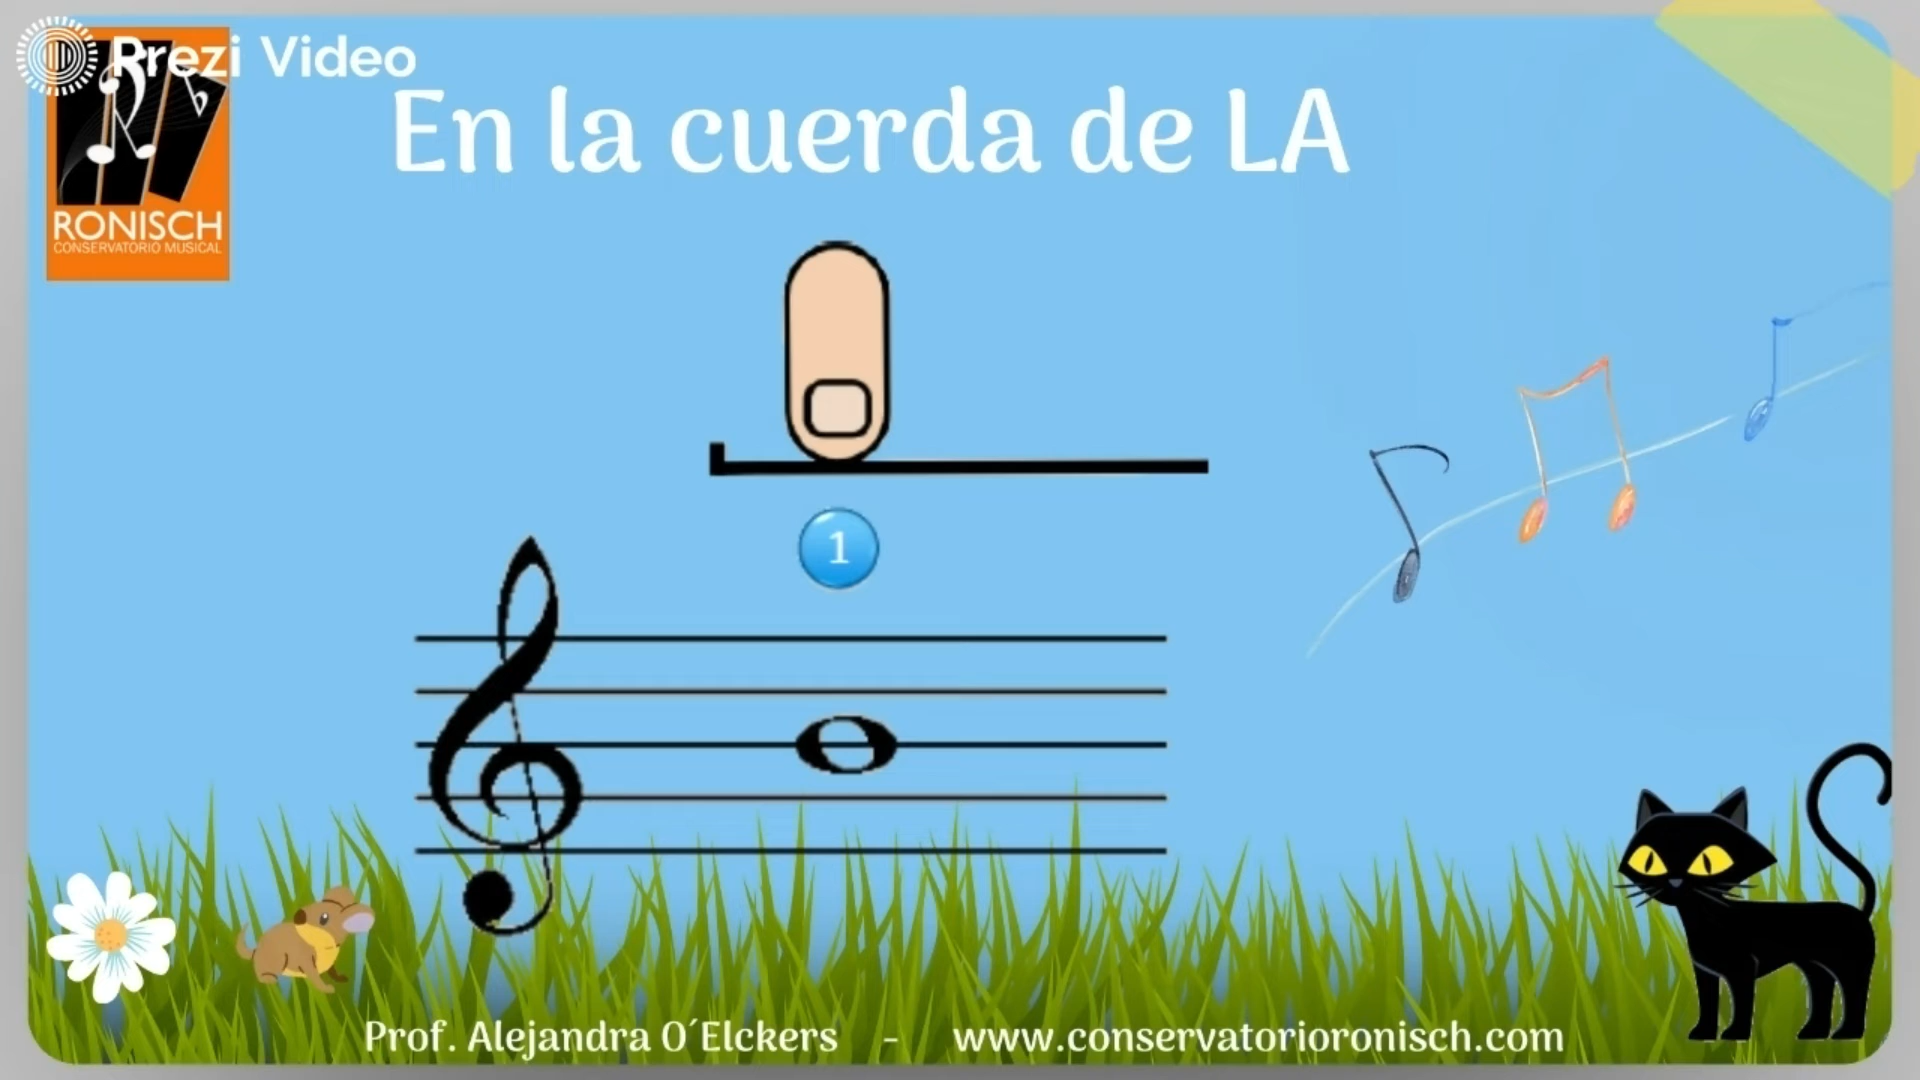 Prezi Video
RONISCH
CONSERVATORIO MUSICAL
En la cuerda de LA
1
Prof. Alejandra O´Elckers - www.conservatorioronisch.com